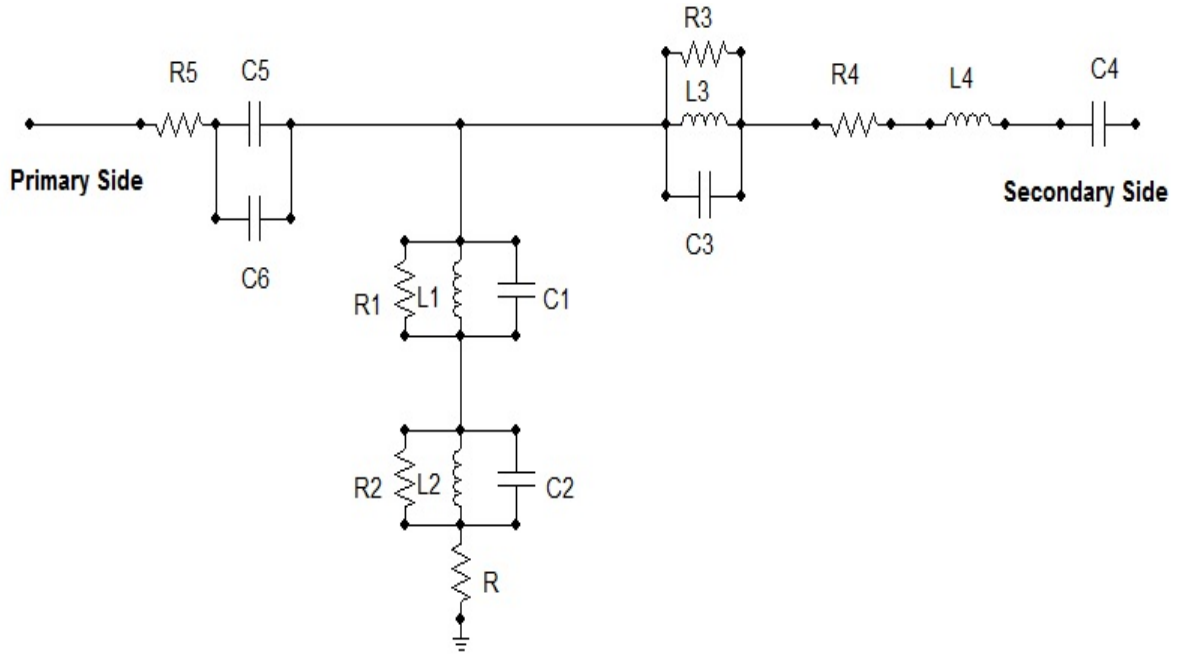 R3
R5
C5
L3
R4
L4
C4
Primary Side
Secondary Side
C6
C3
R1
L1
C1
R2
L2
C2
R